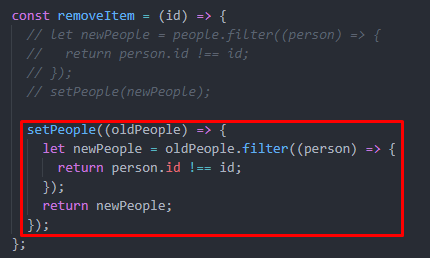 const removeItem = (id) => {
// let newPeople = people.filter((person) => {
//   return person.id !== id;
// });
// setPeople(newPeople);
setPeople((oldPeople) => {
let newPeople = oldPeople.filter((person) => {
return person.id !== id;
});
return newPeople;
});
};